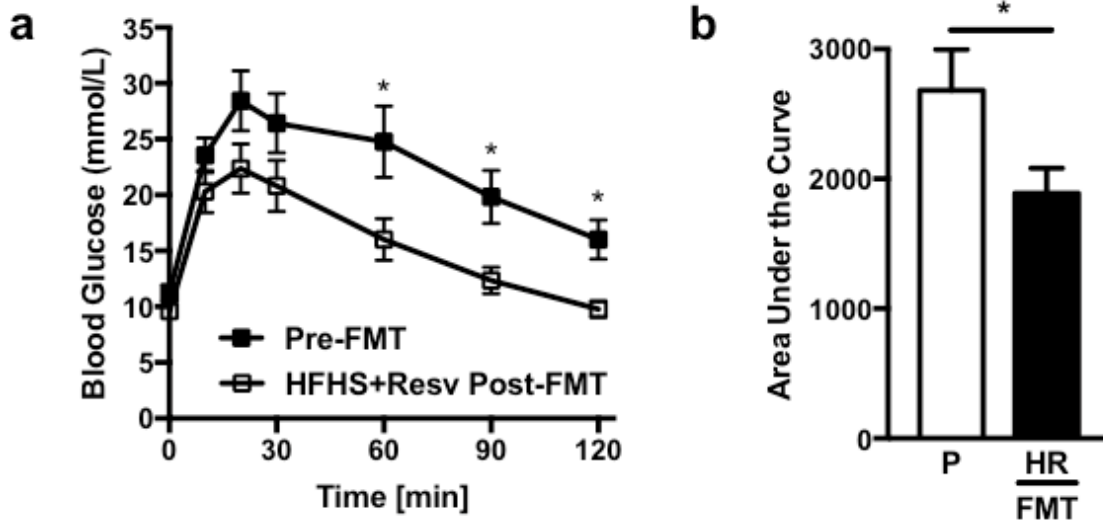 a
35
30
25
20
15
10
5
0
Blood Glucose (mmol/L)
*
*
*
Pre-FMT
HFHS+Resv Post-FMT
0 30 60 90 120
Time [min]
b
*
3000
2000
1000
0
Area Under the Curve
P HR
FMT